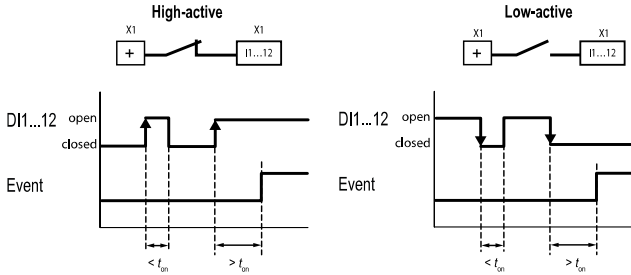 High-active
X1
X1
+
I1...12
DI1...12
open
closed
Event
< ton
> ton
Low-active
X1
X1
+
I1...12
DI1...12
open
closed
Event
< ton
> ton